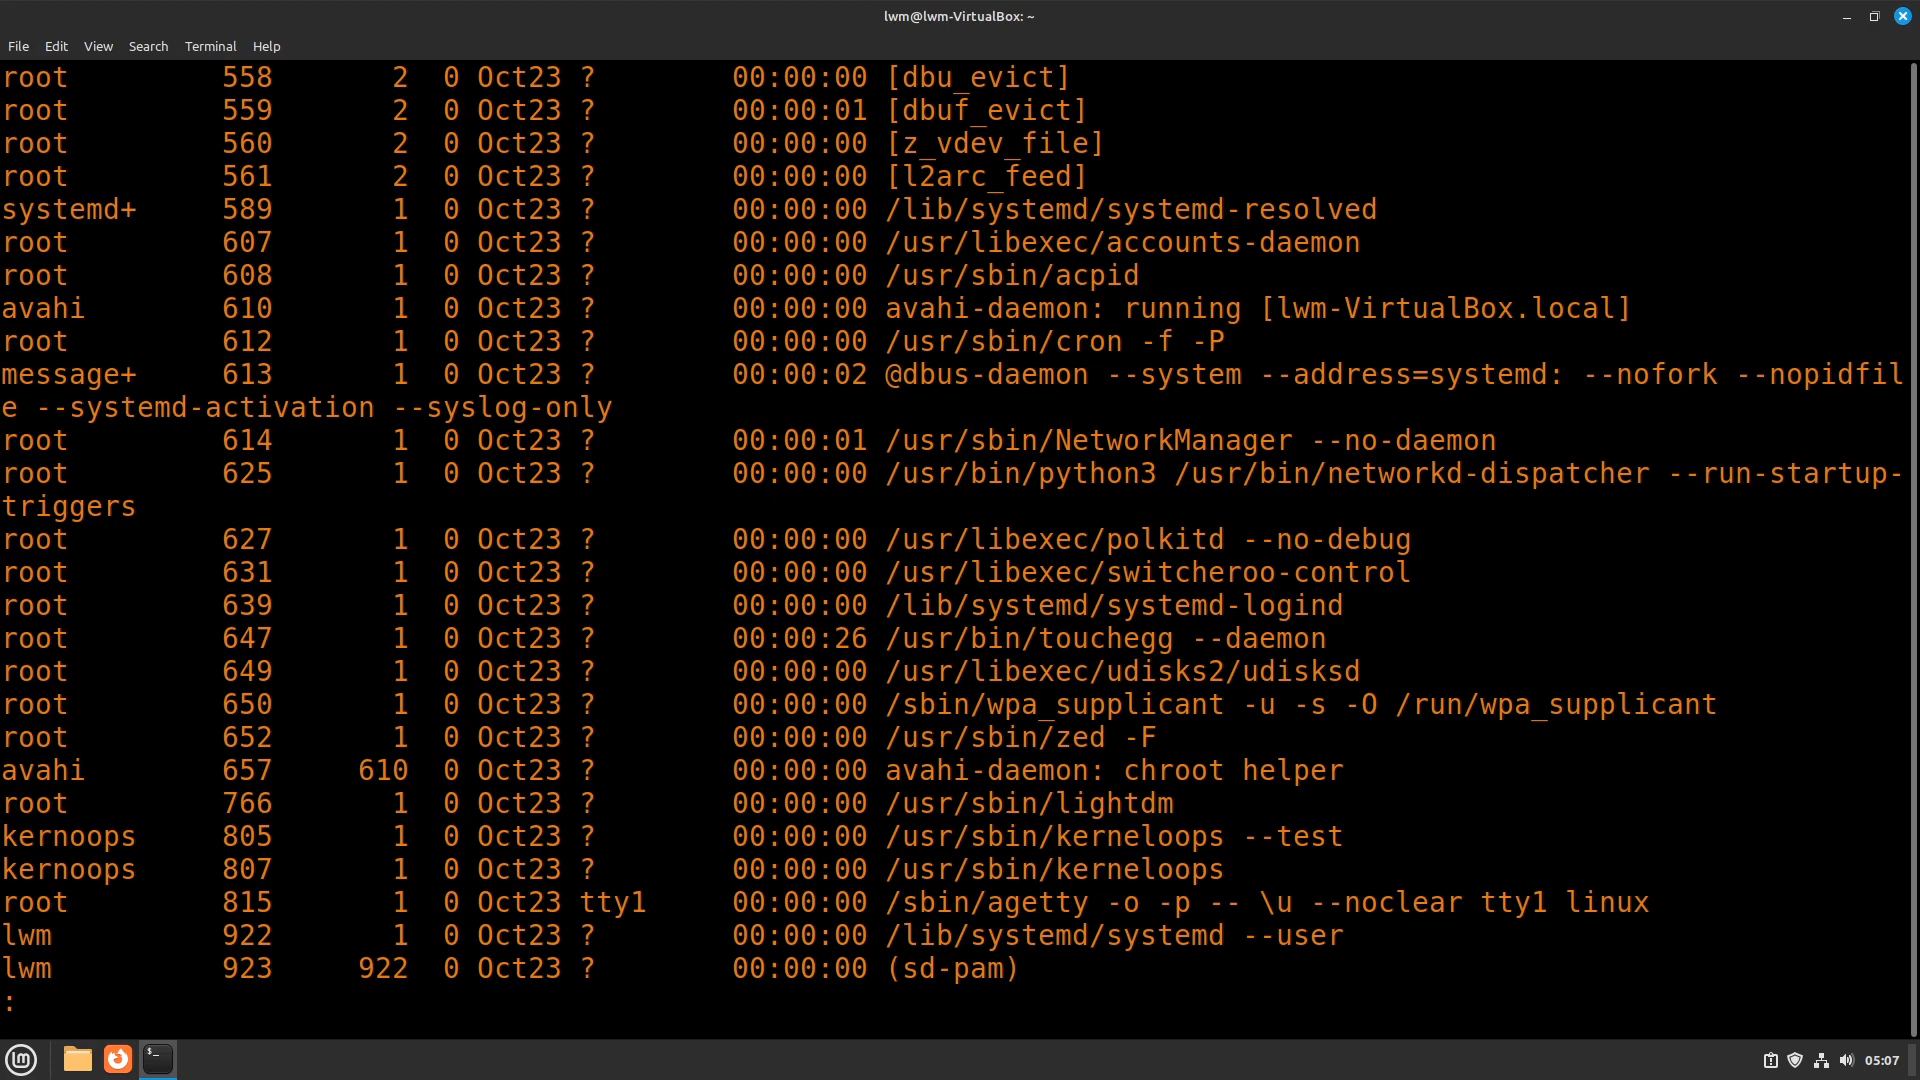 lwm@lwm-VirtualBox: ~
File Edit View Search Terminal Help
root 558 2 0 Oct23 ? 00:00:00 [dbu_evict]
root 559 2 0 Oct23 ? 00:00:01 [dbuf_evict]
root 560 2 0 Oct23 ? 00:00:00 [z_vdev_file]
root 561 2 0 Oct23 ? 00:00:00 [l2arc_feed]
systemd+ 589 1 0 Oct23 ? 00:00:00 /lib/systemd/systemd-resolved
root 607 1 0 Oct23 ? 00:00:00 /usr/libexec/accounts-daemon
root 608 1 0 Oct23 ? 00:00:00 /usr/sbin/acpid
avahi 610 1 0 Oct23 ? 00:00:00 avahi-daemon: running [lwm-VirtualBox.local]
root 612 1 0 Oct23 ? 00:00:00 /usr/sbin/cron -f -P
message+ 613 1 0 Oct23 ? 00:00:02 @dbus-daemon --system --address=systemd: --nofork --nopidfil
e --systemd-activation --syslog-only
root 614 1 0 Oct23 ? 00:00:01 /usr/sbin/NetworkManager --no-daemon
root 625 1 0 Oct23 ? 00:00:00 /usr/bin/python3 /usr/bin/networkd-dispatcher --run-startup-
triggers
root 627 1 0 Oct23 ? 00:00:00 /usr/libexec/polkitd --no-debug
root 631 1 0 Oct23 ? 00:00:00 /usr/libexec/switcheroo-control
root 639 1 0 Oct23 ? 00:00:00 /lib/systemd/systemd-logind
root 647 1 0 Oct23 ? 00:00:26 /usr/bin/touchegg --daemon
root 649 1 0 Oct23 ? 00:00:00 /usr/libexec/udisks2/udisksd
root 650 1 0 Oct23 ? 00:00:00 /sbin/wpa_supplicant -u -s -O /run/wpa_supplicant
root 652 1 0 Oct23 ? 00:00:00 /usr/sbin/zed -F
avahi 657 610 0 Oct23 ? 00:00:00 avahi-daemon: chroot helper
root 766 1 0 Oct23 ? 00:00:00 /usr/sbin/lightdm
kernoops 805 1 0 Oct23 ? 00:00:00 /usr/sbin/kerneloops --test
kernoops 807 1 0 Oct23 ? 00:00:00 /usr/sbin/kerneloops
root 815 1 0 Oct23 tty1 00:00:00 /sbin/agetty -o -p -- \u --noclear tty1 linux
lwm 922 1 0 Oct23 ? 00:00:00 /lib/systemd/systemd --user
lwm 923 922 0 Oct23 ? 00:00:00 (sd-pam)
:
05:07